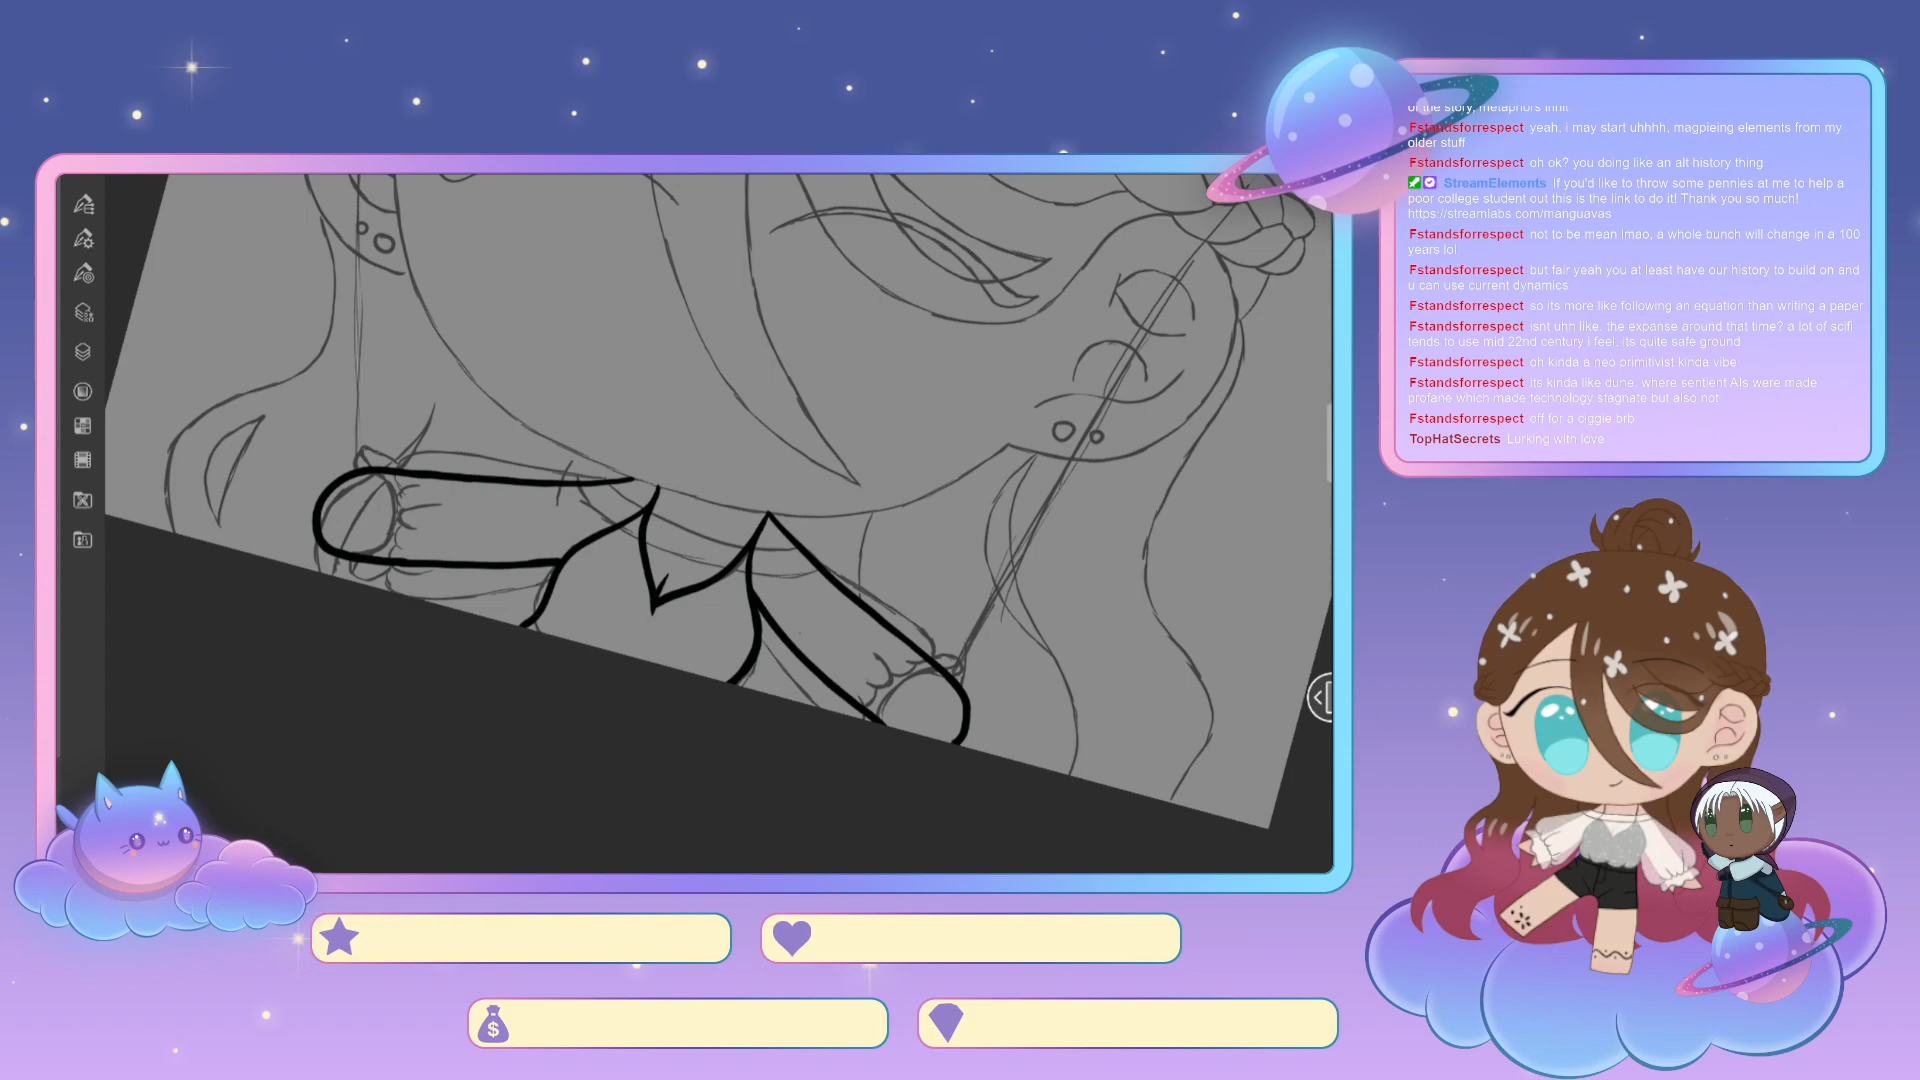 of the story, metaphors innit
Fstandsforrespect yeah. i may start uhhhh, magpieing elements from my
older stuff
Fstandsforrespect oh ok? you doing like an alt history thing
StreamElements If you'd like to throw some pennies at me to help a
poor college student out this is the link to do it! Thank you so much!
https://streamlabs.com/manguavas
Fstandsforrespect not to be mean lmao, a whole bunch will change in a 100
years lol
Fstandsforrespect but fair yeah you at least have our history to build on and
u can use current dynamics
Fstandsforrespect so its more like following an equation than writing a paper
Fstandsforrespect isnt uhh like. the expanse around that time? a lot of scifi
tends to use mid 22nd century i feel. its quite safe ground
Fstandsforrespect oh kinda a neo primitivist kinda vibe
Fstandsforrespect its kinda like dune. where sentient AIs were made
profane which made technology stagnate but also not
Fstandsforrespect off for a ciggie brb
TopHatSecrets Lurking with love
$